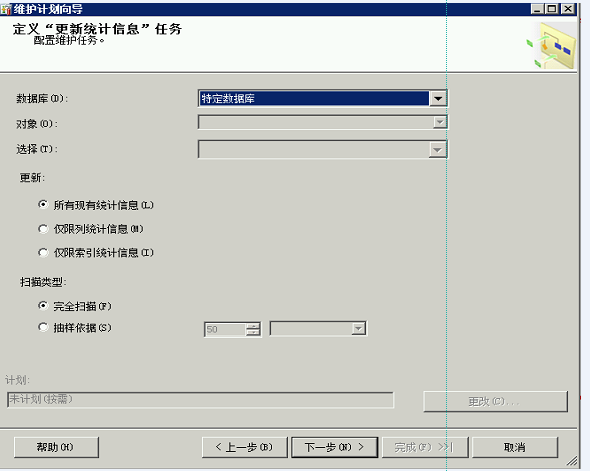 维护计划向导
定义“更新统计信息”任务
配置维护任务。
数据库(D): 特定数据库
对象(O):
选择(T):
更新:
所有现有统计信息(L)
仅限列统计信息(M)
仅限索引统计信息(I)
扫描类型:
完全扫描(F)
抽样依据(S) 50
计划:
未计划(按需) 更改(C)...
帮助(H) < 上一步(B) 下一步(N) > 完成(F) >>| 取消